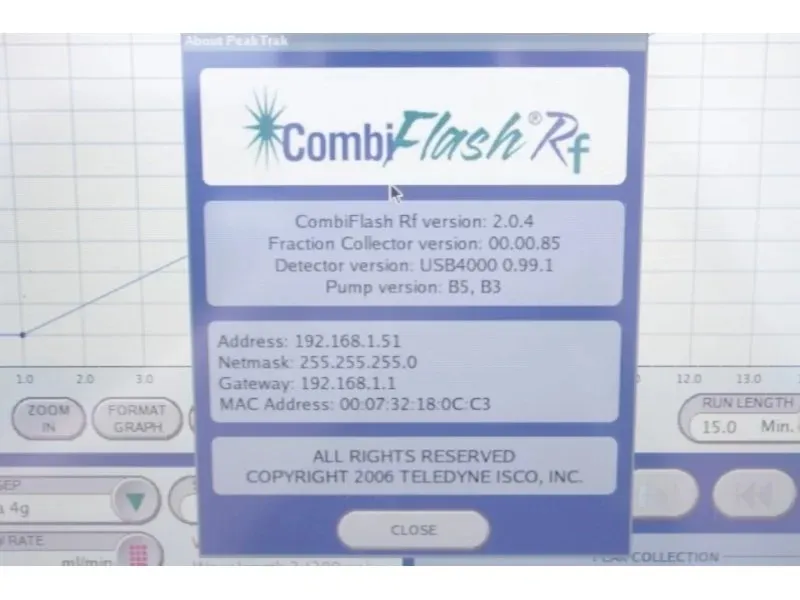 About PeakTrak
CombiFlash® Rf
CombiFlash Rf version: 2.0.4
Fraction Collector version: 00.00.85
Detector version: USB4000 0.99.1
Pump version: B5, B3
Address: 192.168.1.51
Netmask: 255.255.255.0
Gateway: 192.168.1.1
MAC Address: 00:07:32:18:0C:C3
ALL RIGHTS RESERVED
COPYRIGHT 2006 TELEDYNE ISCO, INC.
CLOSE
1.0 2.0 3.0 12.0 13.0
ZOOM
IN
FORMAT
GRAPH
RUN LENGTH
15.0 Min.
4g
RATE
ml/min
COLLECTION